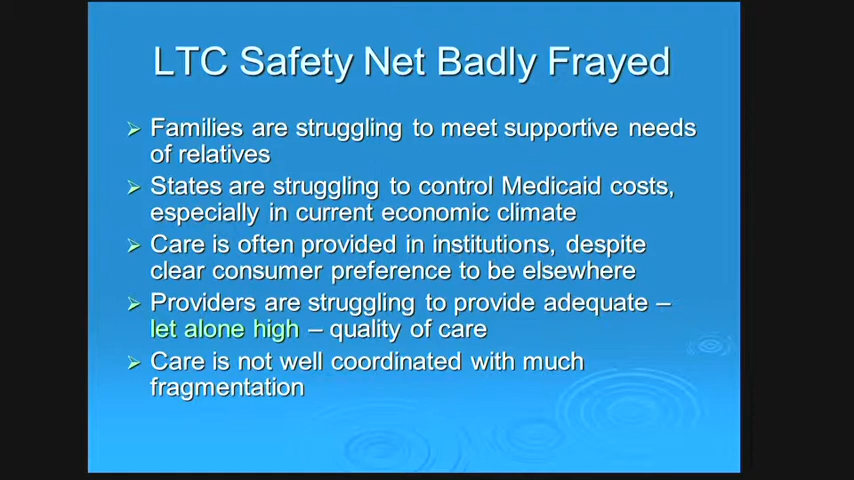 LTC Safety Net Badly Frayed
Families are struggling to meet supportive needs
of relatives
States are struggling to control Medicaid costs,
especially in current economic climate
Care is often provided in institutions, despite
clear consumer preference to be elsewhere
Providers are struggling to provide adequate –
let alone high – quality of care
Care is not well coordinated with much
fragmentation